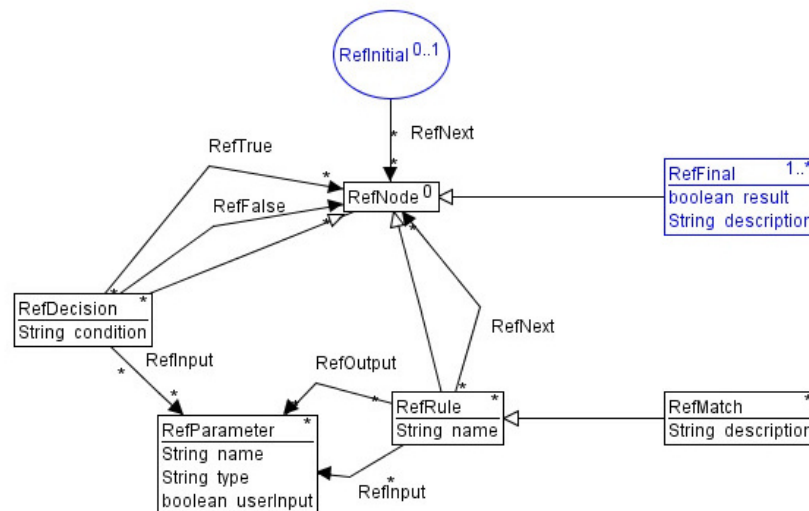 RefInitial 0..1
* RefNext
*
RefTrue
*
RefFalse
RefNode 0
*
*
RefFinal 1..*
boolean result
String description
RefDecision *
*
String condition
RefInput
*
*
RefNext
RefOutput
*
*
RefRule *
String name
RefMatch *
String description
RefParameter *
String name
String type
boolean userInput
*
RefInput